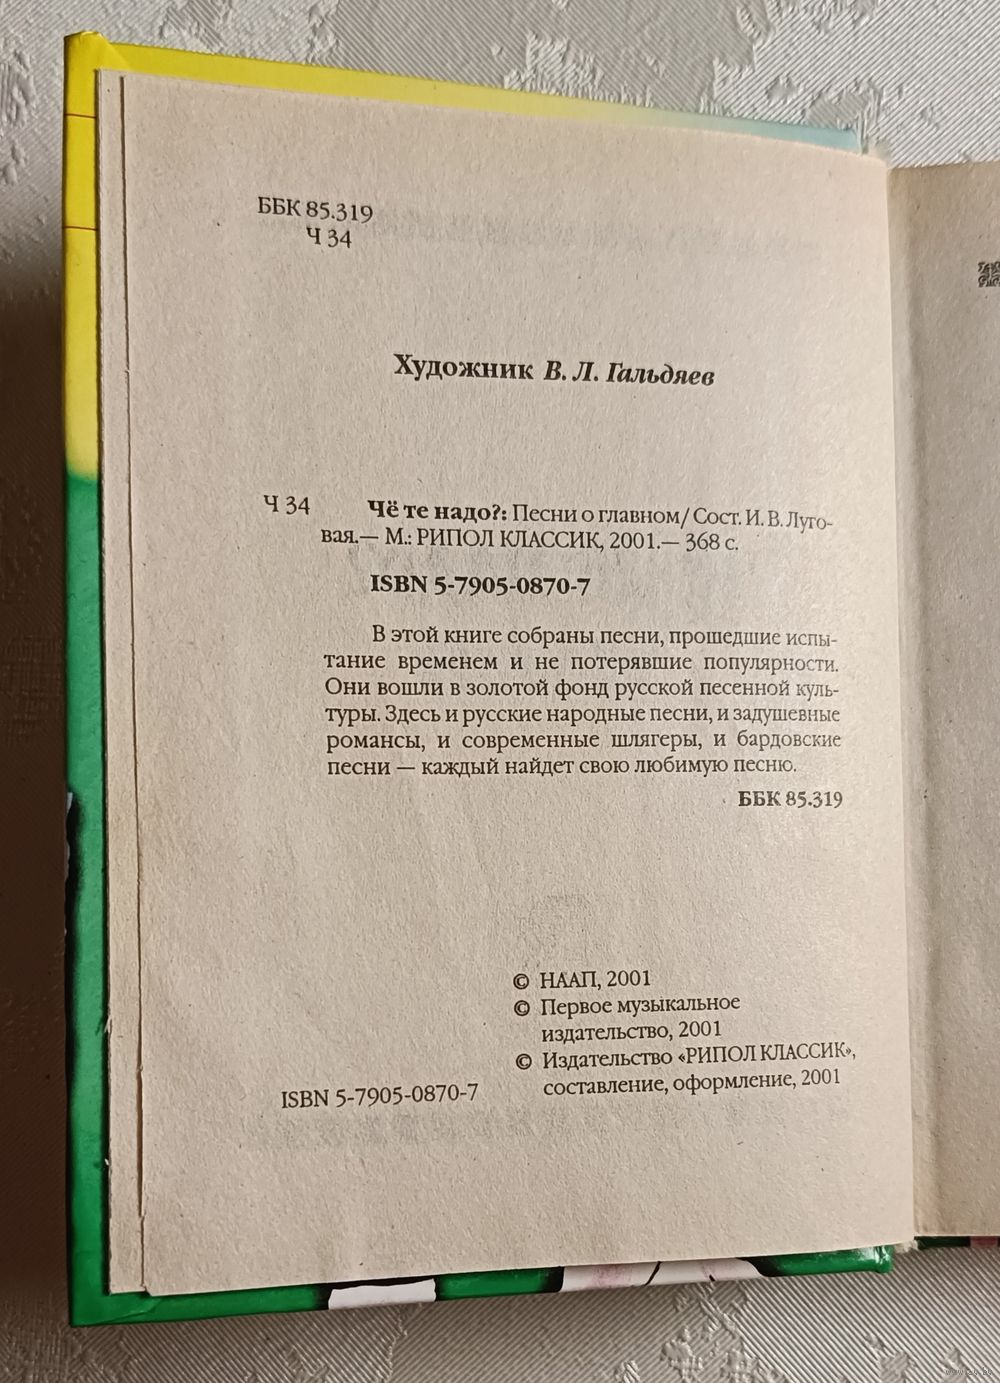 ББК 85.319
Ч 34
Художник В. Л. Гальдяев
Ч 34 Чё те надо?: Песни о главном/ Сост. И. В. Луго-
вая.— М.: РИПОЛ КЛАССИК, 2001.— 368 с.
ISBN 5-7905-0870-7
В этой книге собраны песни, прошедшие испы-
тание временем и не потерявшие популярности.
Они вошли в золотой фонд русской песенной куль-
туры. Здесь и русские народные песни, и задушевные
романсы, и современные шлягеры, и бардовские
песни — каждый найдет свою любимую песню.
ББК 85.319
© НААП, 2001
© Первое музыкальное
издательство, 2001
© Издательство «РИПОЛ КЛАССИК»,
составление, оформление, 2001
ISBN 5-7905-0870-7